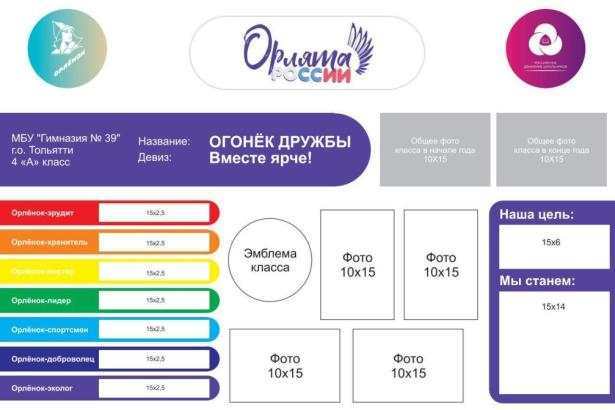 ОРЛЁНОК
Орлята
РОССИИ
РОССИЙСКОЕ
ДВИЖЕНИЕ ШКОЛЬНИКОВ
МБУ "Гимназия № 39"
г.о. Тольятти
4 «А» класс
Название:
Девиз:
ОГОНЁК ДРУЖБЫ
Вместе ярче!
Общее фото
класса в начале года
10Х15
Общее фото
класса в конце года
10Х15
Орлёнок-эрудит
15х2,5
Орлёнок-хранитель
15х2,5
Орлёнок-мастер
15х2,5
Орлёнок-лидер
15х2,5
Орлёнок-спортсмен
15х2,5
Орлёнок-доброволец
15х2,5
Орлёнок-эколог
15х2,5
Эмблема
класса
Фото
10х15
Фото
10х15
Фото
10х15
Фото
10х15
Наша цель:
15х6
Мы станем:
15х14